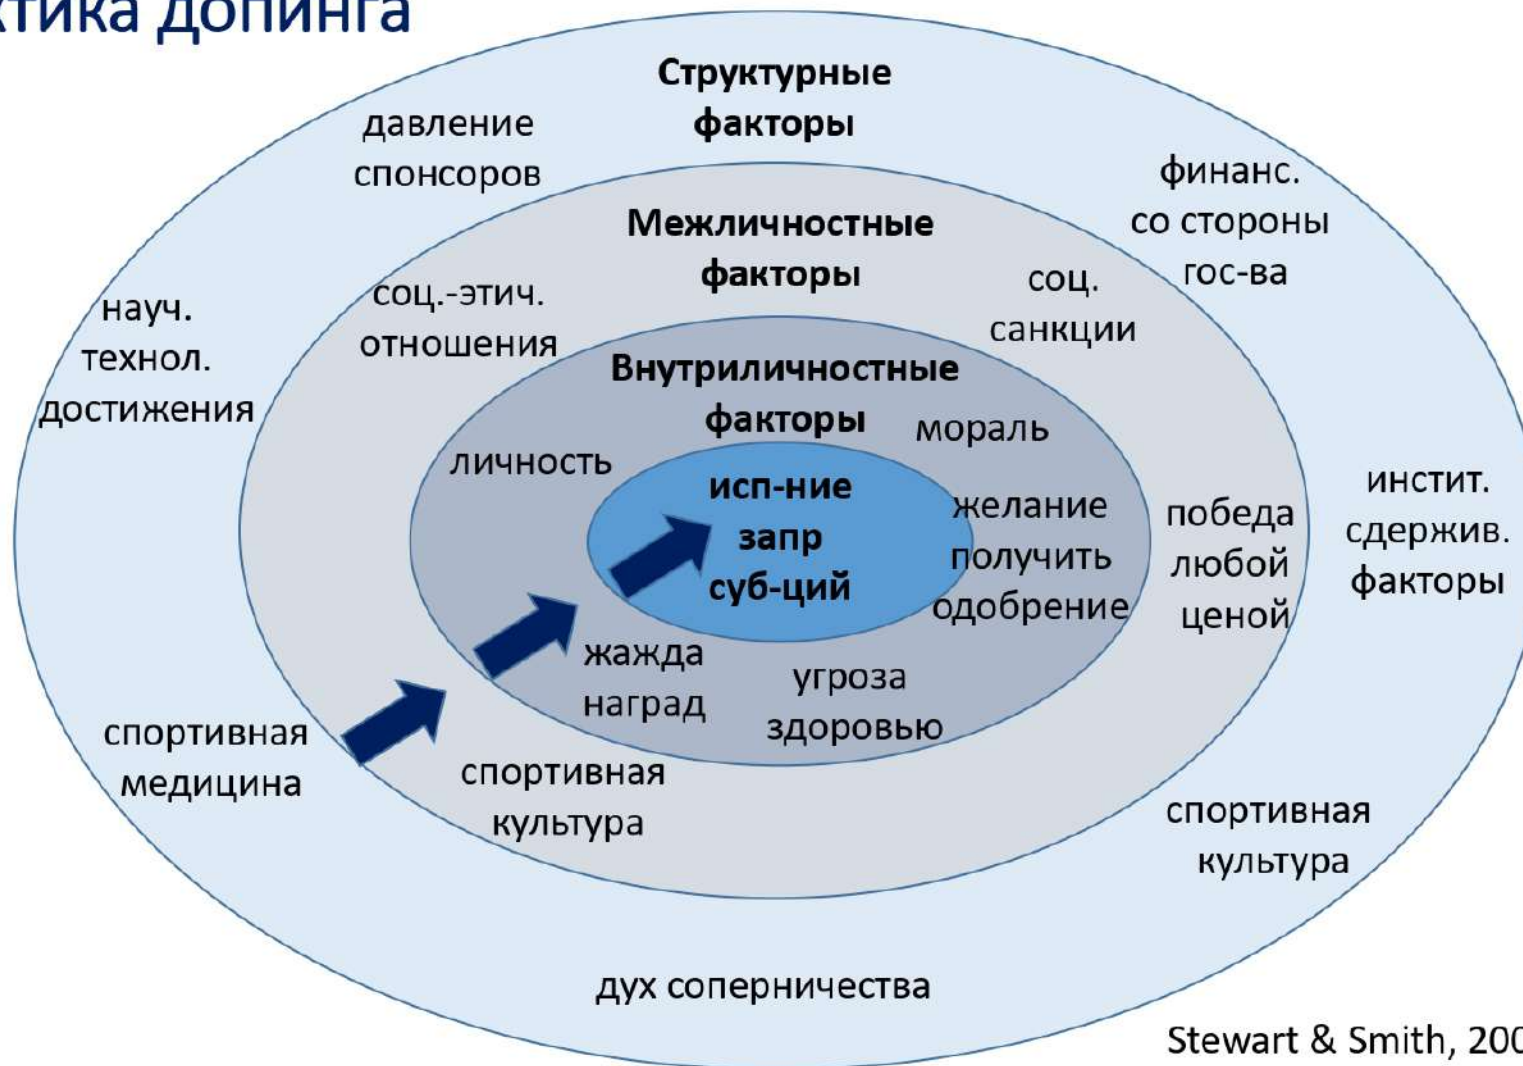 допинга
Структурные
факторы
давление
спонсоров
финанс.
со стороны
гос-ва
Межличностные
факторы
соц.-этич.
отношения
соц.
санкции
науч.
технол.
достижения
Внутриличностные
факторы
мораль
личность
исп-ние
запр
суб-ций
желание
получить
одобрение
победа
любой
ценой
инстит.
сдержив.
факторы
жажда
наград
угроза
здоровью
спортивная
медицина
спортивная
культура
спортивная
культура
дух соперничества
Stewart & Smith,